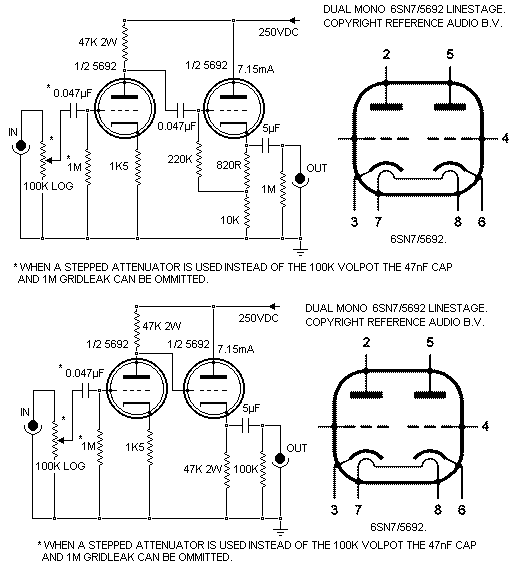 DUAL MONO 6SN7/5692 LINESTAGE.
COPYRIGHT REFERENCE AUDIO B.V.
250VDC
47K 2W
1/2 5692
1/2 5692
7.15mA
* 0.047µF
0.047µF
5µF
IN
*
* 1M
1K5
220K
820R
OUT
1M
100K LOG
10K
2
5
4
3
7
8
6
6SN7/5692.
* WHEN A STEPPED ATTENUATOR IS USED INSTEAD OF THE 100K VOLPOT THE 47nF CAP
AND 1M GRIDLEAK CAN BE OMMITTED.
DUAL MONO 6SN7/5692 LINESTAGE.
COPYRIGHT REFERENCE AUDIO B.V.
250VDC
47K 2W
1/2 5692
1/2 5692
7.15mA
* 0.047µF
5µF
IN
*
* 1M
1K5
OUT
100K LOG
47K 2W
100K
2
5
4
3
7
8
6
6SN7/5692.
* WHEN A STEPPED ATTENUATOR IS USED INSTEAD OF THE 100K VOLPOT THE 47nF CAP
AND 1M GRIDLEAK CAN BE OMMITTED.